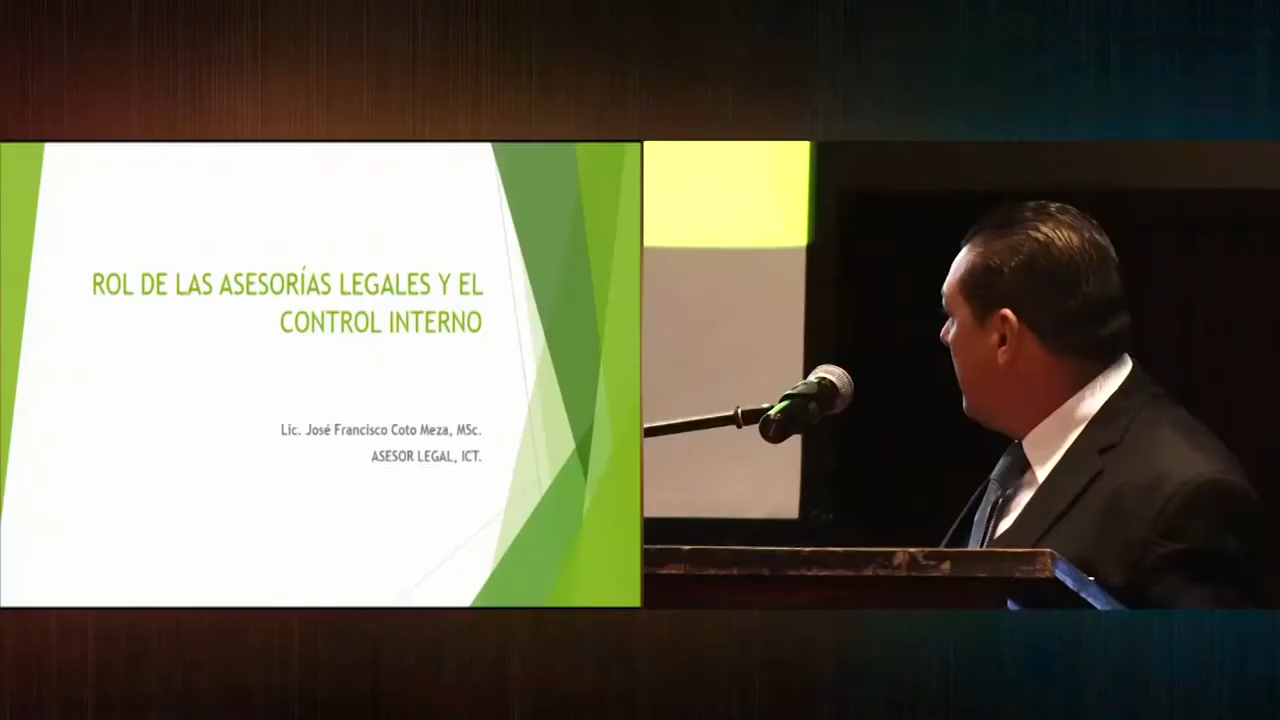 ROL DE LAS ASESORÍAS LEGALES Y EL
CONTROL INTERNO
Lic. José Francisco Coto Meza, MSc.
ASESOR LEGAL, ICT.